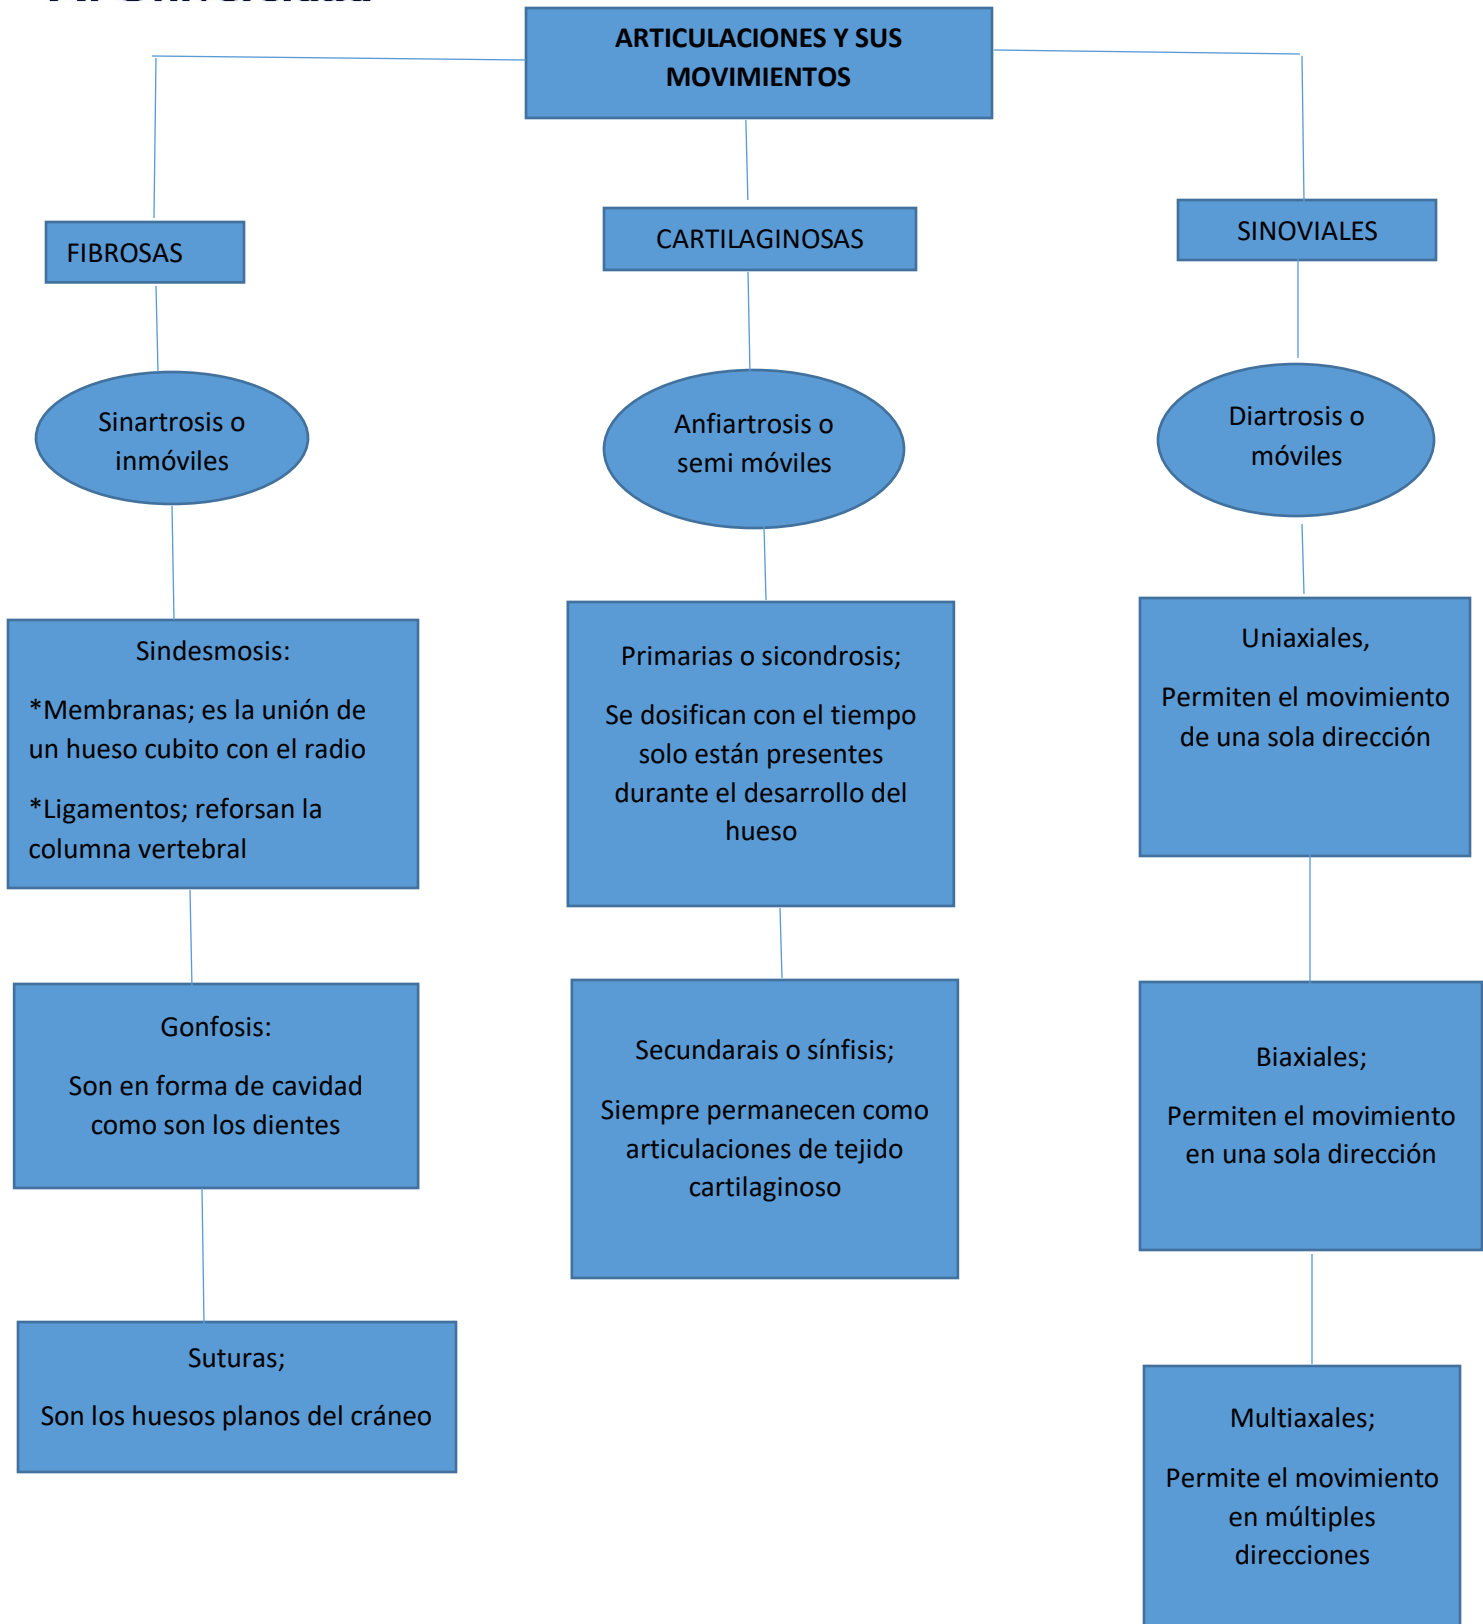 ARTICULACIONES Y SUS
MOVIMIENTOS
FIBROSAS
CARTILAGINOSAS
SINOVIALES
Sinartrosis o
inmóviles
Anfiartrosis o
semi móviles
Diartrosis o
móviles
Sindesmosis:
*Membranas; es la unión de
un hueso cubito con el radio
*Ligamentos; reforsan la
columna vertebral
Primarias o sicondrosis;
Se dosifican con el tiempo
solo están presentes
durante el desarrollo del
hueso
Uniaxiales,
Permiten el movimiento
de una sola dirección
Gonfosis:
Son en forma de cavidad
como son los dientes
Secundarais o sínfisis;
Siempre permanecen como
articulaciones de tejido
cartilaginoso
Biaxiales;
Permiten el movimiento
en una sola dirección
Suturas;
Son los huesos planos del cráneo
Multiaxales;
Permite el movimiento
en múltiples
direcciones